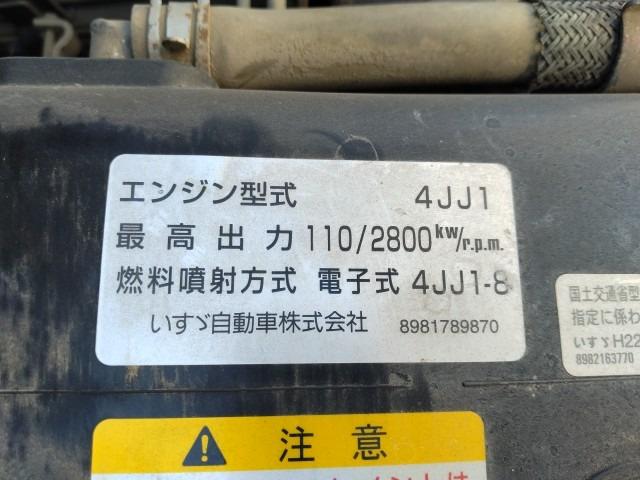 エンジン型式 4JJ1
最高出力 110/2800kw/r.p.m.
燃料噴射方式 電子式 4JJ1-8
いすゞ自動車株式会社 8981789870
国土交通省型
指定に係わ
いすゞH22
8982163770
注意